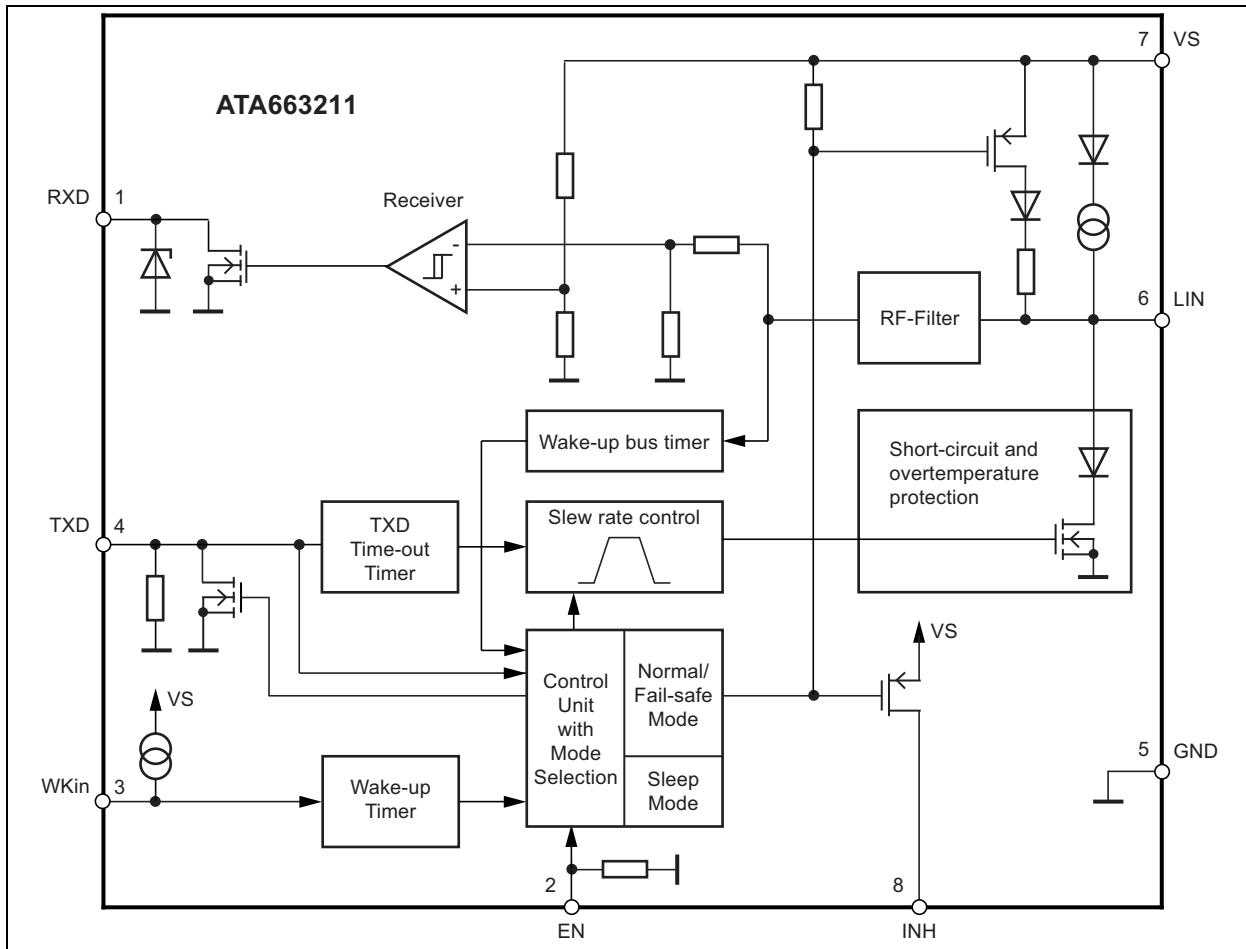 7 VS
ATA663211
RXD 1
Receiver
-
+
6 LIN
RF-Filter
Wake-up bus timer
Short-circuit and
overtemperature
protection
TXD 4
TXD
Time-out
Timer
Slew rate control
VS
Control
Unit
with
Mode
Selection
Normal/
Fail-safe
Mode
Sleep
Mode
VS
5 GND
WKin 3
Wake-up
Timer
2
EN
8
INH